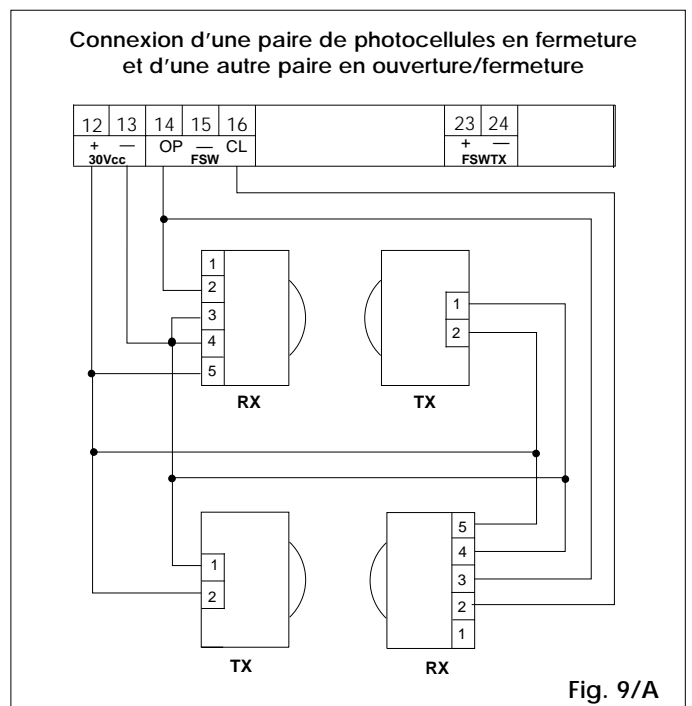 Connexion d'une paire de photocellules en fermeture
et d'une autre paire en ouverture/fermeture
12 13 14 15 16 23 24
+ — OP — CL + —
30Vcc FSW FSWTX
1
2
3
4
5
RX
1
2
TX
1
2
TX
5
4
3
2
1
RX
Fig. 9/A